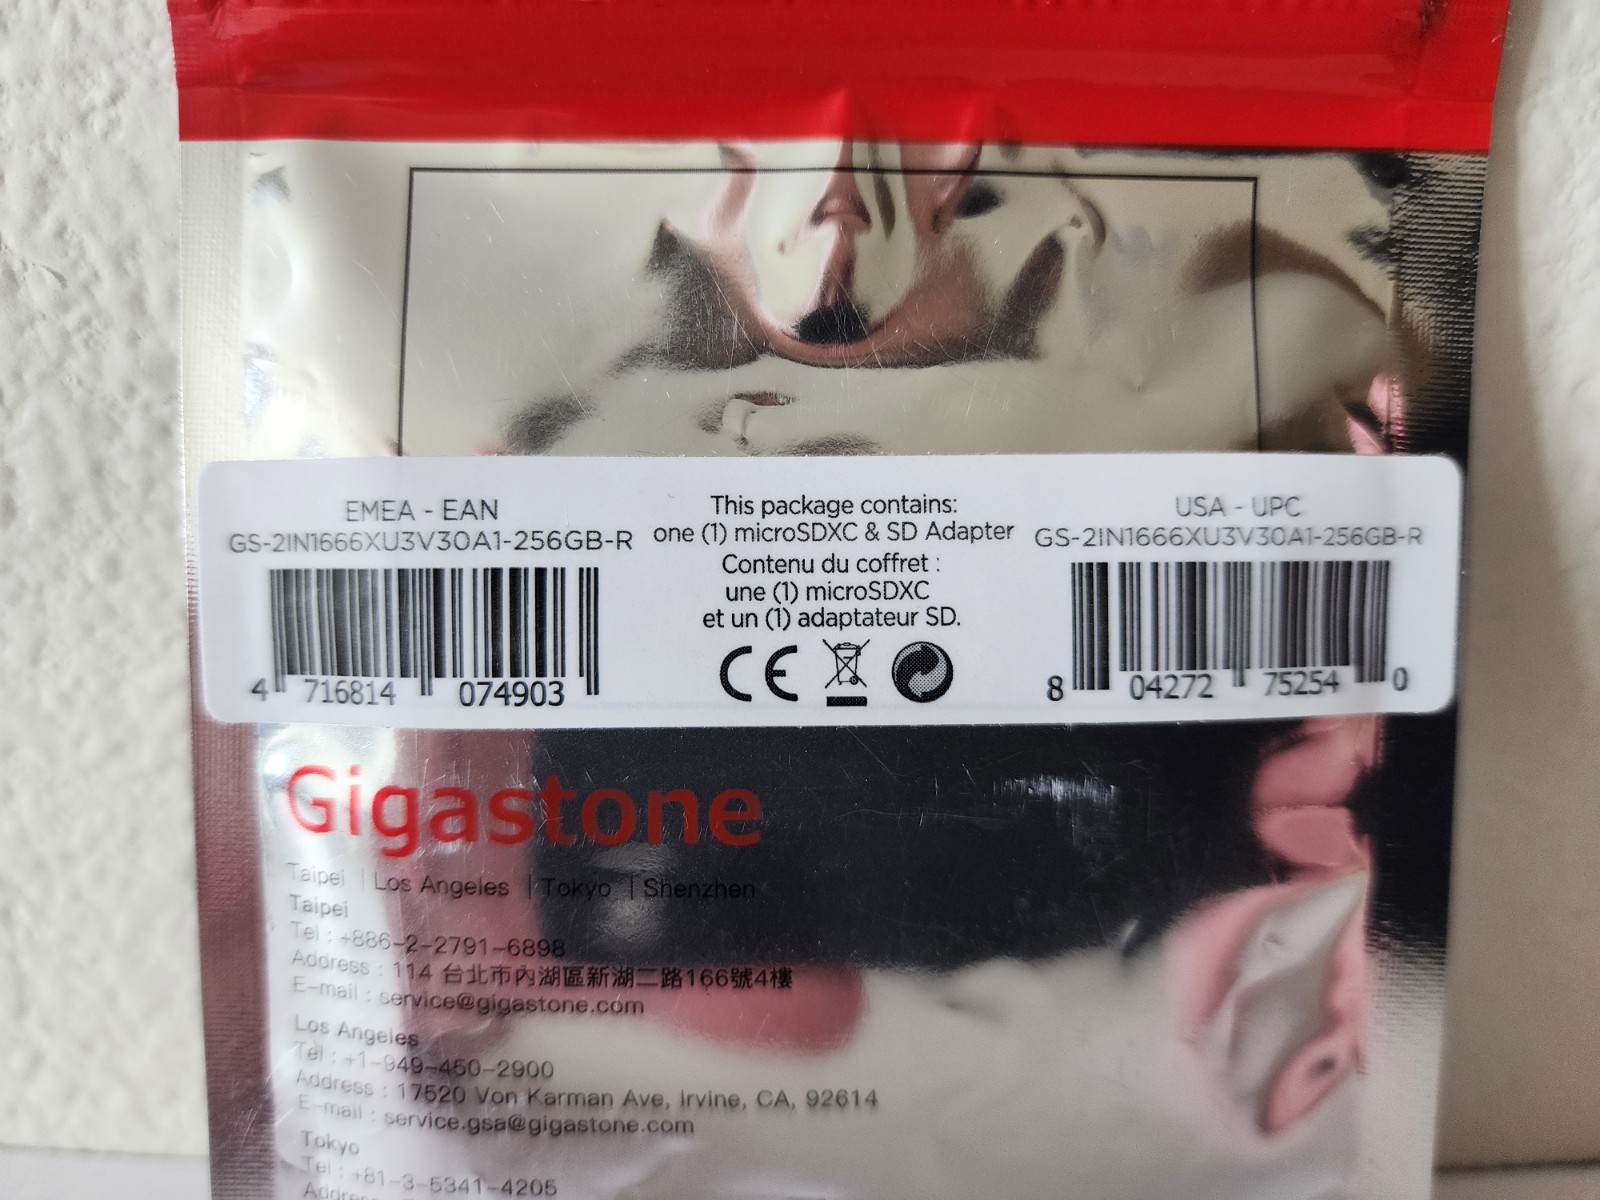 EMEA - EAN
GS-2IN1666XU3V30A1-256GB-R
4 716814 074903
This package contains:
one (1) microSDXC & SD Adapter
Contenu du coffret :
une (1) microSDXC
et un (1) adaptateur SD.
CE
USA - UPC
GS-2IN1666XU3V30A1-256GB-R
8 04272 75254 0
Gigastone
Taipei | Los Angeles | Tokyo | Shenzhen
Taipei
Tel : +886-2-2791-6898
Address : 114 台北市內湖區新湖二路166號4樓
E-mail : service@gigastone.com
Los Angeles
Tel : +1-949-450-2900
Address : 17520 Von Karman Ave, Irvine, CA, 92614
E-mail : service.gsa@gigastone.com
Tokyo
Tel : +81-3-5341-4205
Address